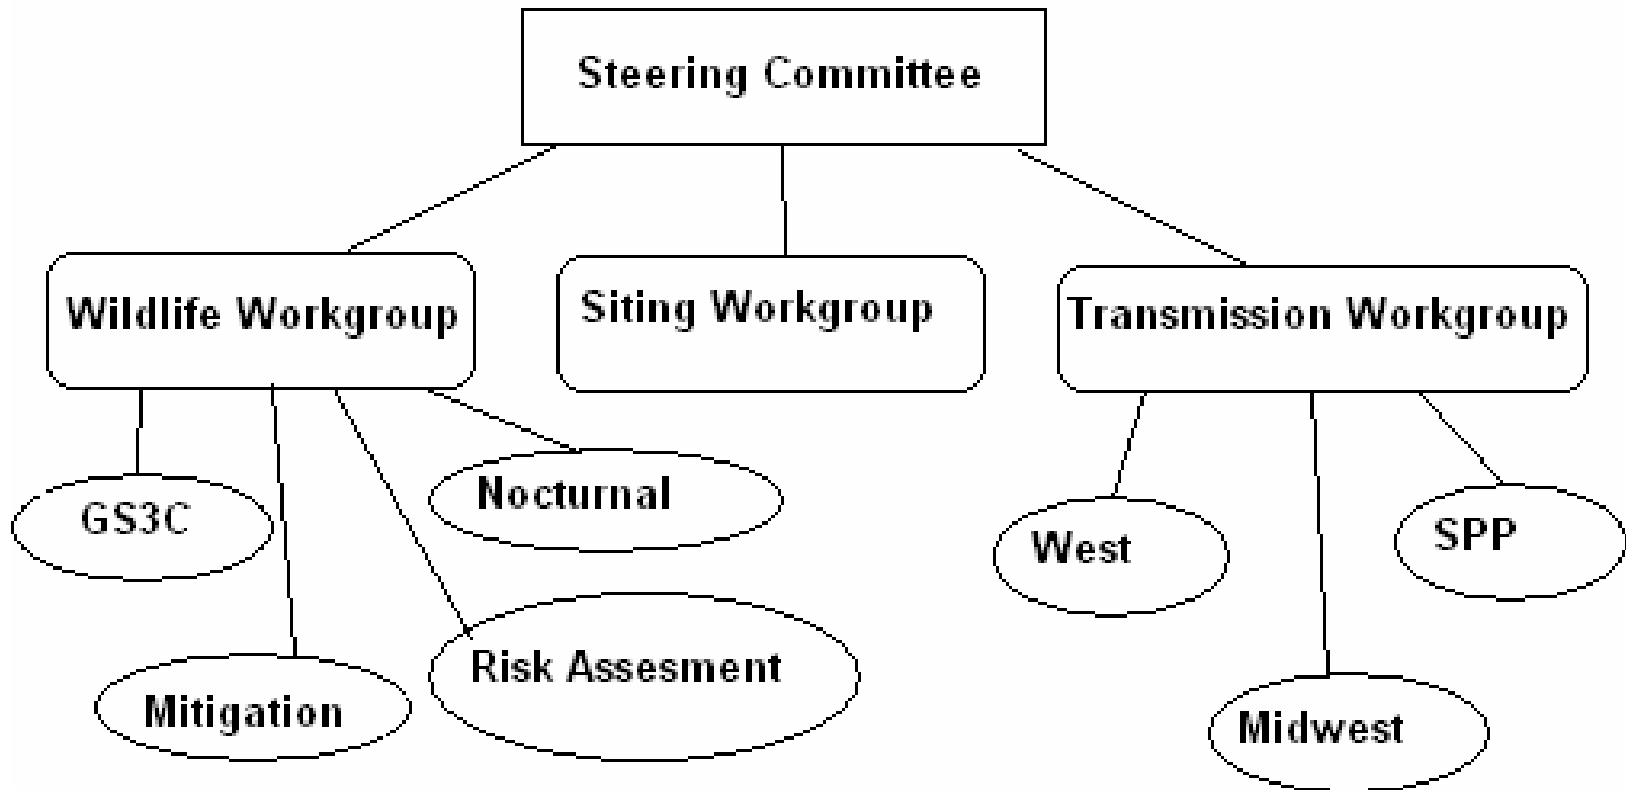 Steering Committee
Wildlife Workgroup
Siting Workgroup
Transmission Workgroup
GS3C
Nocturnal
West
SPP
Mitigation
Risk Assesment
Midwest